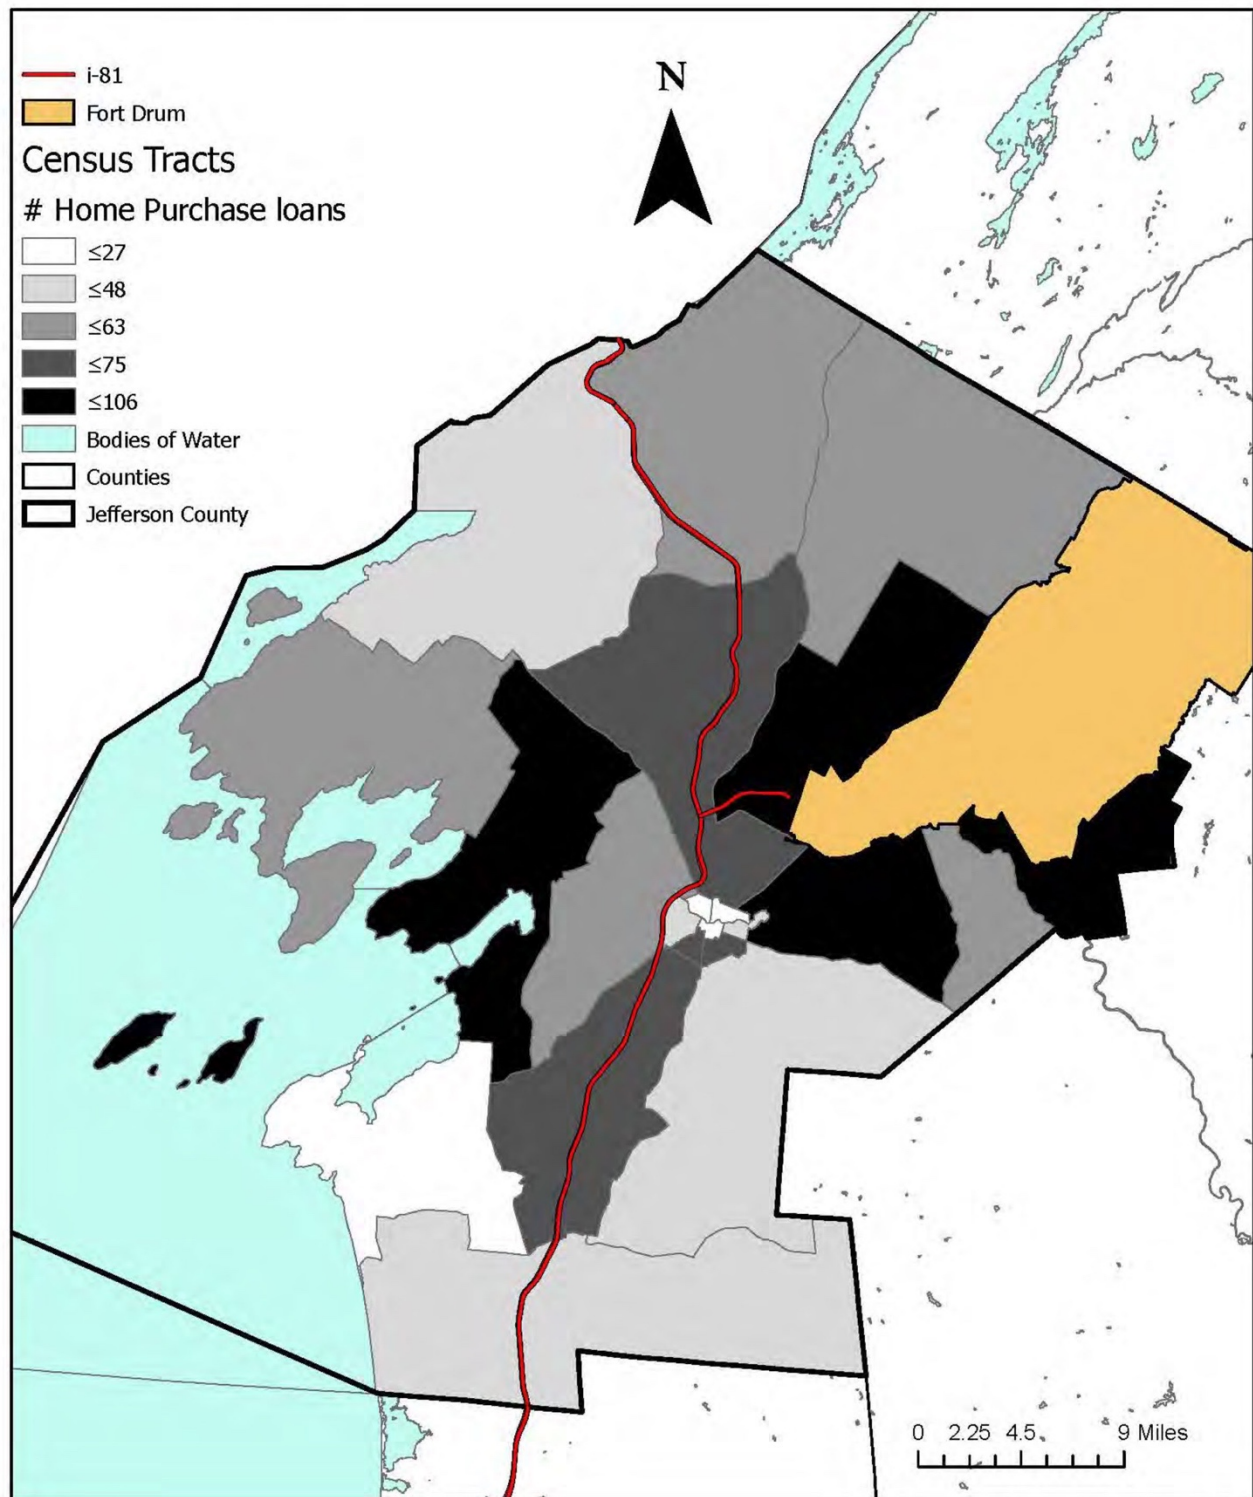 N
i-81
Fort Drum
Census Tracts
# Home Purchase loans
≤27
≤48
≤63
≤75
≤106
Bodies of Water
Counties
Jefferson County
0 2.25 4.5 9 Miles